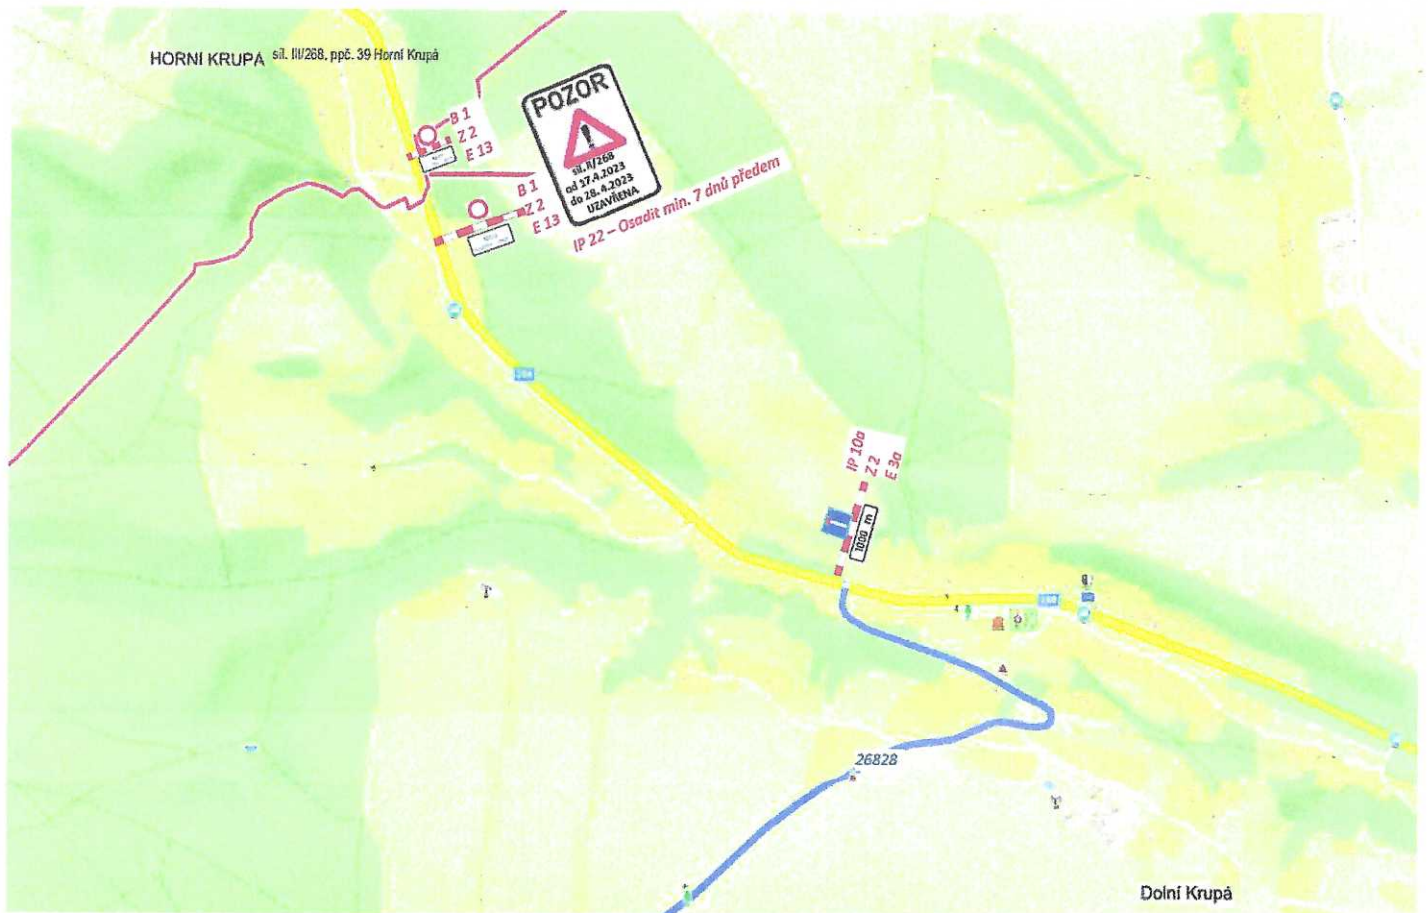 HORNÍ KRUPÁ
sil. III/268, ppč. 39 Horní Krupá
B 1
Z 2
E 13
POZOR
!
sil. II/268
od 17.4.2023
do 28.4.2023
UZAVŘENA
IP 22 – Osadit min. 7 dnů předem
B 1
Z 2
E 13
IP 10a
Z 2
E 3a
1000 m
26828
Dolní Krupá